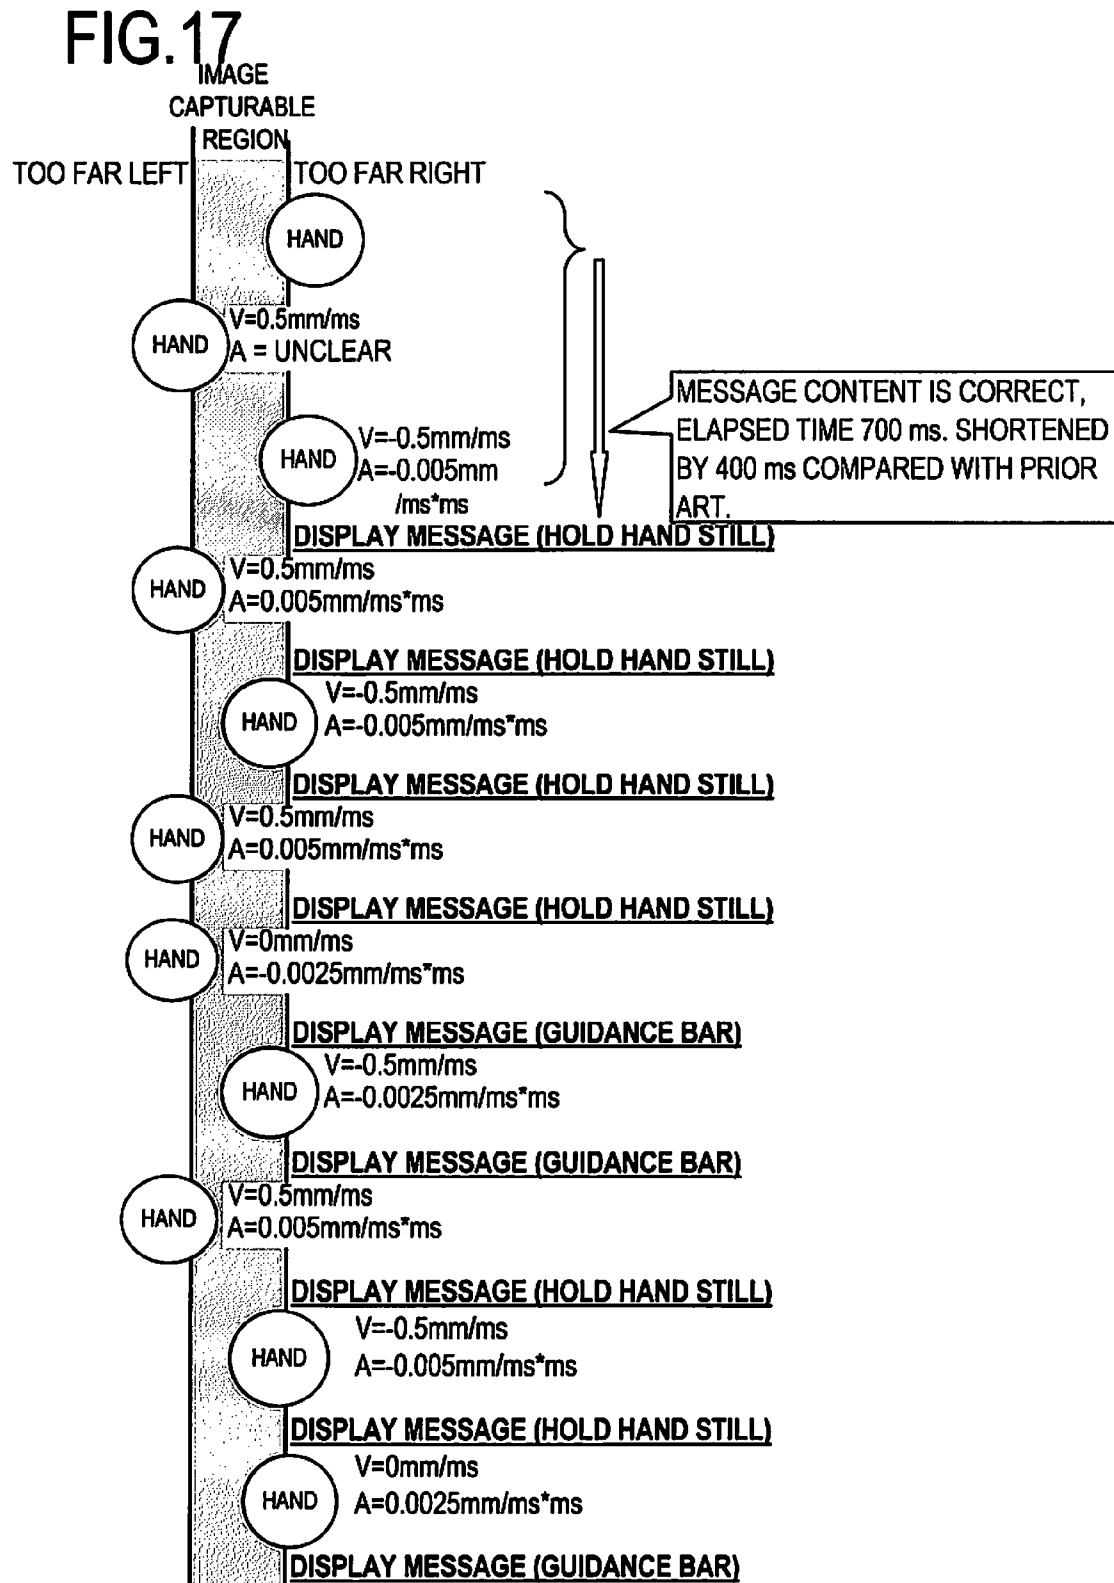 FIG.17
IMAGE
CAPTURABLE
REGION
TOO FAR LEFT
TOO FAR RIGHT
HAND
HAND
V=0.5mm/ms
A = UNCLEAR
MESSAGE CONTENT IS CORRECT,
ELAPSED TIME 700 ms. SHORTENED
BY 400 ms COMPARED WITH PRIOR
ART.
HAND
V=-0.5mm/ms
A=-0.005mm
/ms*ms
DISPLAY MESSAGE (HOLD HAND STILL)
HAND
V=0.5mm/ms
A=0.005mm/ms*ms
DISPLAY MESSAGE (HOLD HAND STILL)
HAND
V=-0.5mm/ms
A=-0.005mm/ms*ms
DISPLAY MESSAGE (HOLD HAND STILL)
HAND
V=0.5mm/ms
A=0.005mm/ms*ms
DISPLAY MESSAGE (HOLD HAND STILL)
HAND
V=0mm/ms
A=-0.0025mm/ms*ms
DISPLAY MESSAGE (GUIDANCE BAR)
HAND
V=-0.5mm/ms
A=-0.0025mm/ms*ms
DISPLAY MESSAGE (GUIDANCE BAR)
HAND
V=0.5mm/ms
A=0.005mm/ms*ms
DISPLAY MESSAGE (HOLD HAND STILL)
HAND
V=-0.5mm/ms
A=-0.005mm/ms*ms
DISPLAY MESSAGE (HOLD HAND STILL)
HAND
V=0mm/ms
A=0.0025mm/ms*ms
DISPLAY MESSAGE (GUIDANCE BAR)